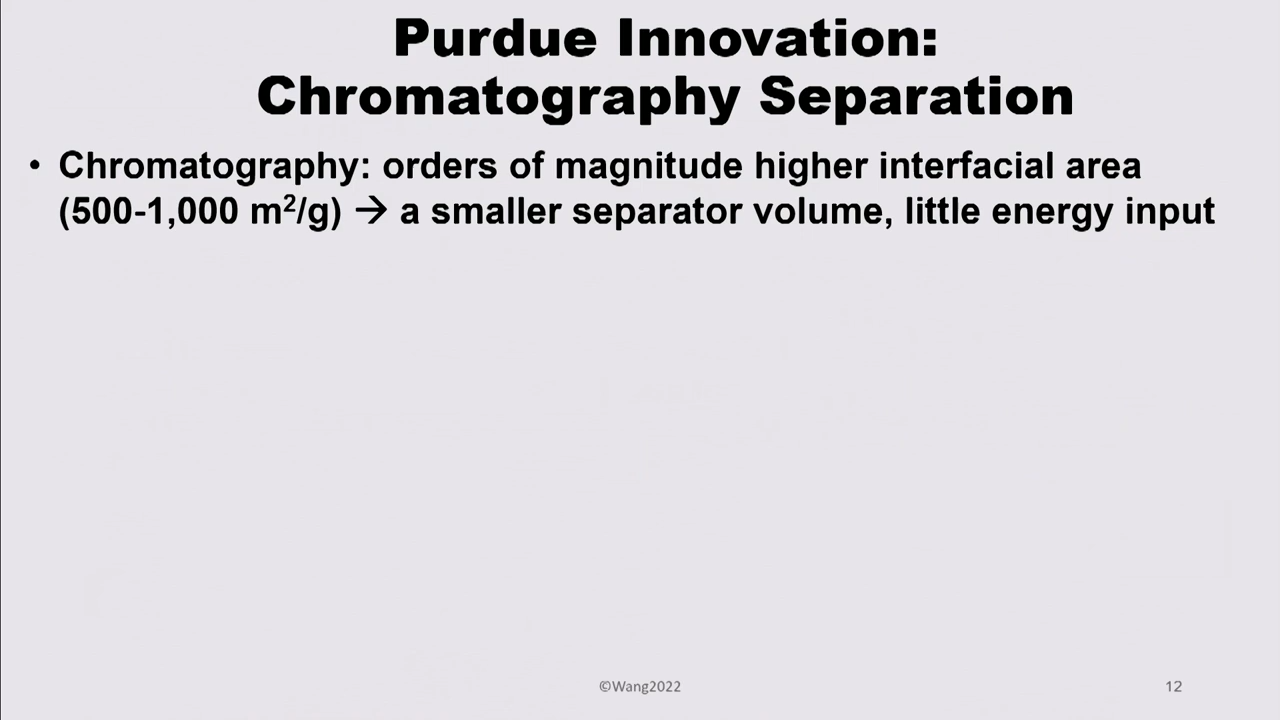 Purdue Innovation:
Chromatography Separation
• Chromatography: orders of magnitude higher interfacial area
(500-1,000 m²/g) → a smaller separator volume, little energy input
©Wang2022
12